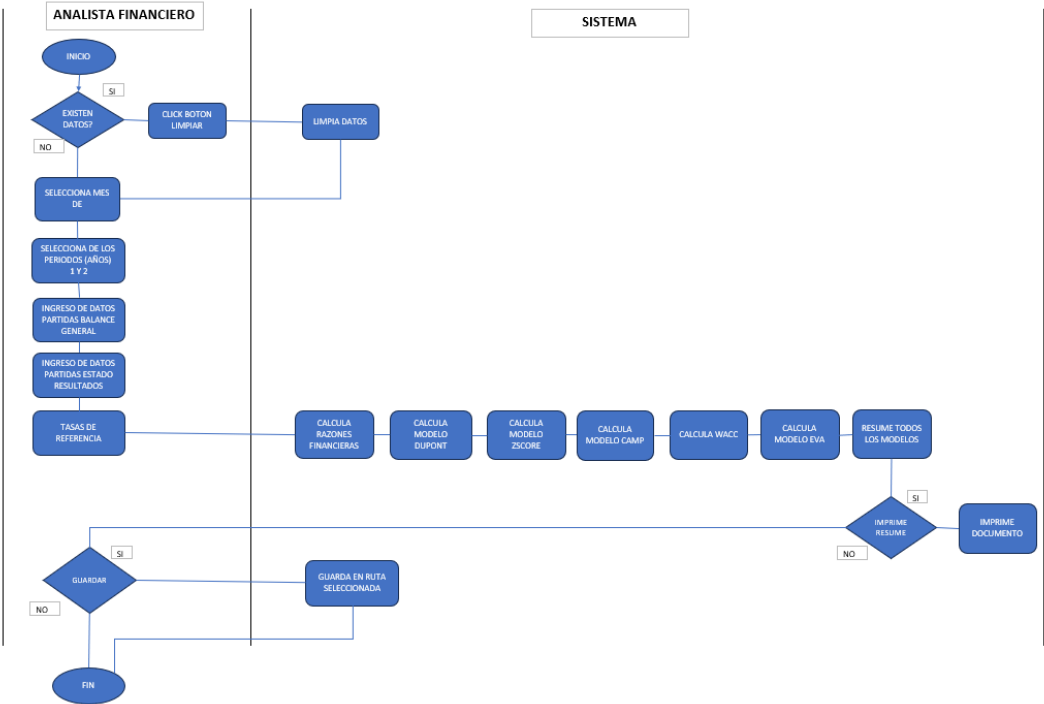 ANALISTA FINANCIERO
SISTEMA
INICIO
SI
EXISTEN
DATOS?
CLICK BOTON
LIMPIAR
LIMPIA DATOS
NO
SELECCIONA MES
DE
SELECCIONA DE LOS
PERIODOS (AÑOS)
1 Y 2
INGRESO DE DATOS
PARTIDAS BALANCE
GENERAL
INGRESO DE DATOS
PARTIDAS ESTADO
RESULTADOS
TASAS DE
REFERENCIA
CALCULA
RAZONES
FINANCIERAS
CALCULA
MODELO
DUPONT
CALCULA
MODELO
ZSCORE
CALCULA
MODELO CAMP
CALCULA WACC
CALCULA
MODELO EVA
RESUME TODOS
LOS MODELOS
SI
IMPRIME
RESUME
IMPRIME
DOCUMENTO
NO
SI
GUARDAR
GUARDA EN RUTA
SELECCIONADA
NO
FIN